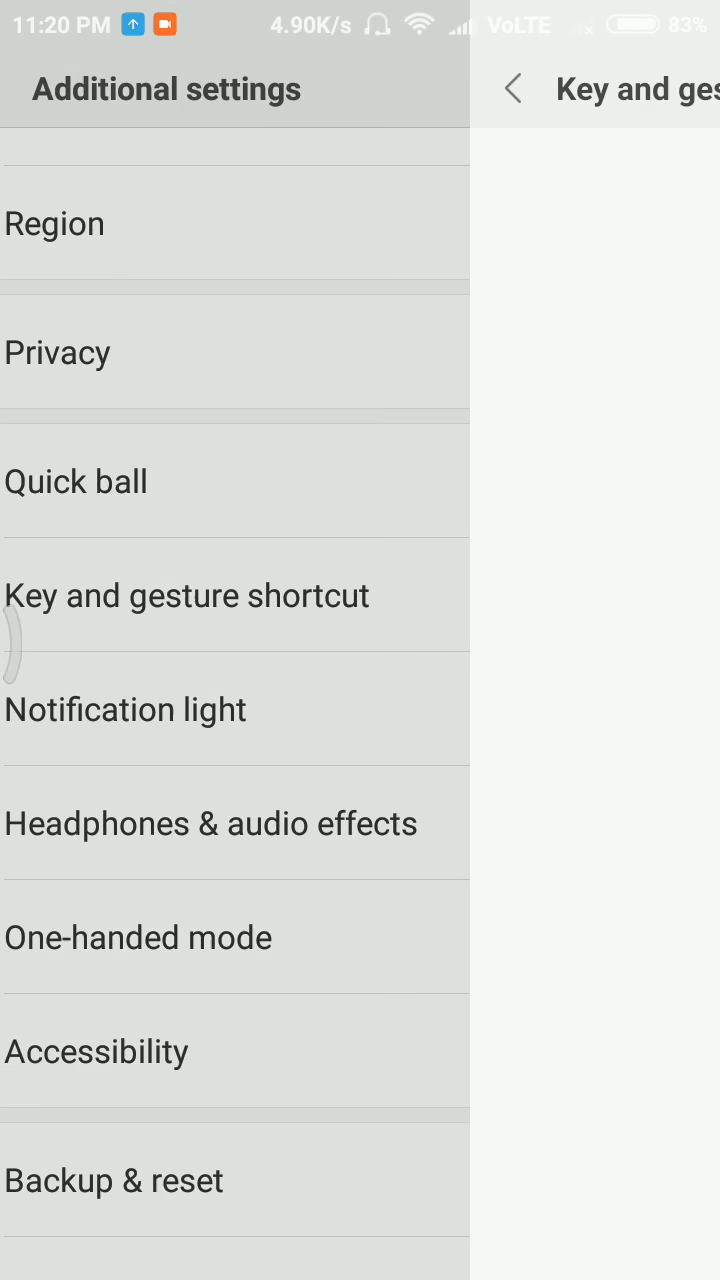 11:20 PM 4.90K/s VoLTE 83%
Additional settings
Key and ges
Region
Privacy
Quick ball
Key and gesture shortcut
Notification light
Headphones & audio effects
One-handed mode
Accessibility
Backup & reset